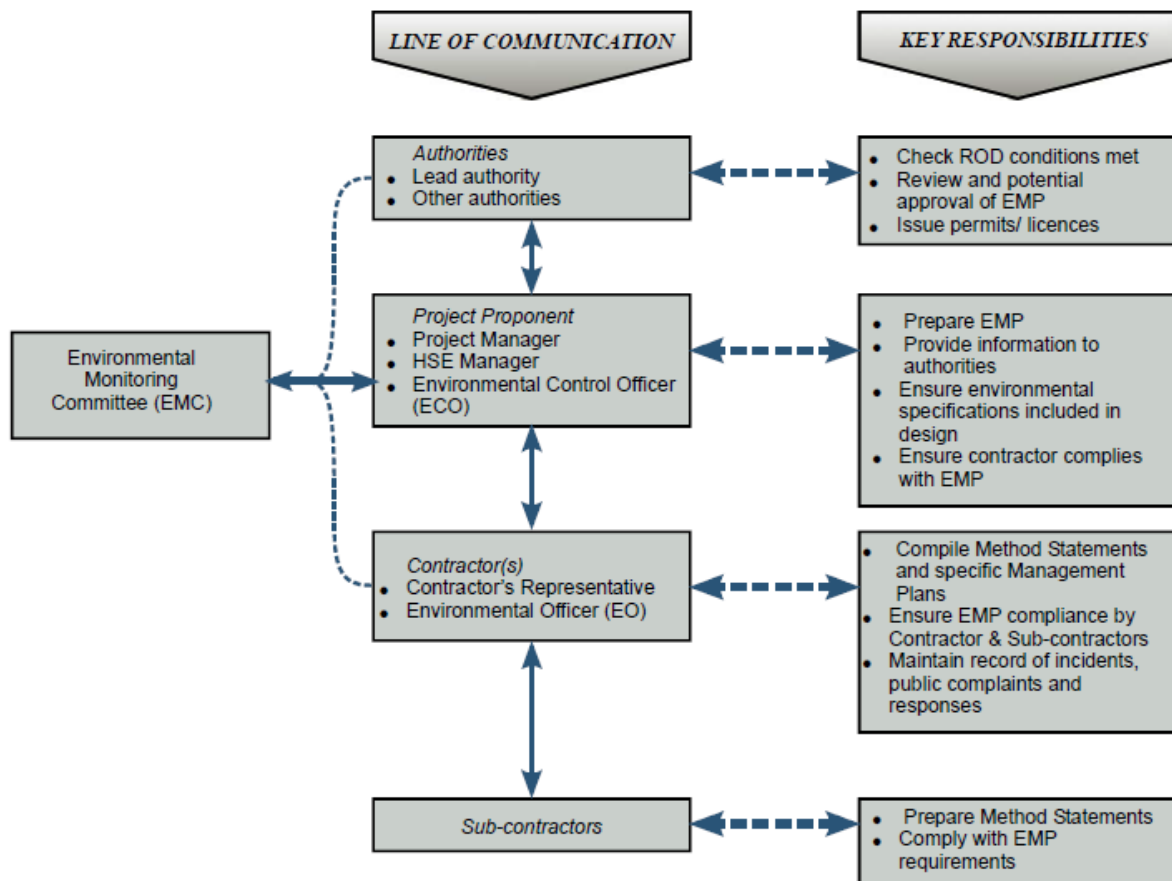 LINE OF COMMUNICATION
KEY RESPONSIBILITIES
Authorities
● Lead authority
● Other authorities
● Check ROD conditions met
● Review and potential
approval of EMP
● Issue permits/ licences
Environmental
Monitoring
Committee (EMC)
Project Proponent
● Project Manager
● HSE Manager
● Environmental Control Officer
(ECO)
● Prepare EMP
● Provide information to
authorities
● Ensure environmental
specifications included in
design
● Ensure contractor complies
with EMP
Contractor(s)
● Contractor's Representative
● Environmental Officer (EO)
● Compile Method Statements
and specific Management
Plans
● Ensure EMP compliance by
Contractor & Sub-contractors
● Maintain record of incidents,
public complaints and
responses
Sub-contractors
● Prepare Method Statements
● Comply with EMP
requirements